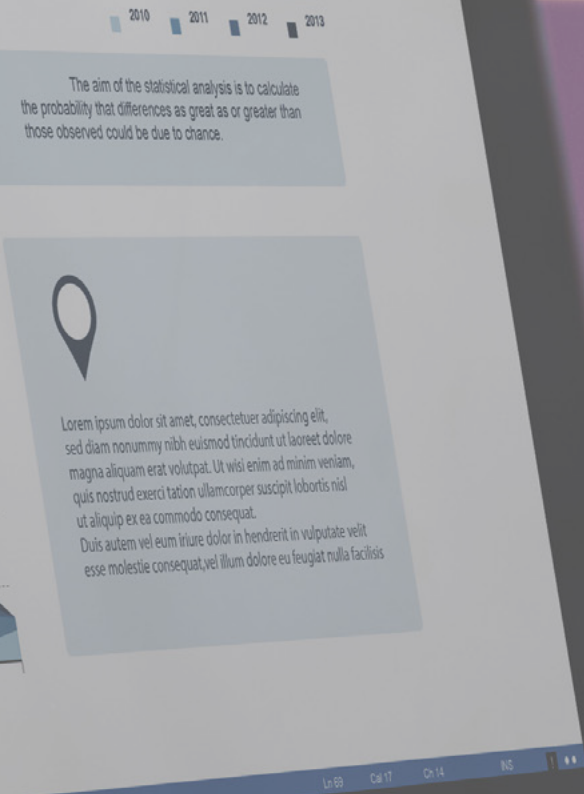 2010 2011 2012 2013
The aim of the statistical analysis is to calculate
the probability that differences as great as or greater than
those observed could be due to chance.
Lorem ipsum dolor sit amet, consectetuer adipiscing elit,
sed diam nonummy nibh euismod tincidunt ut laoreet dolore
magna aliquam erat volutpat. Ut wisi enim ad minim veniam,
quis nostrud exerci tation ullamcorper suscipit lobortis nisl
ut aliquip ex ea commodo consequat.
Duis autem vel eum iriure dolor in hendrerit in vulputate velit
esse molestie consequat,vel illum dolore eu feugiat nulla facilisis
Ln 69 Cal 17 Ch 14 INS